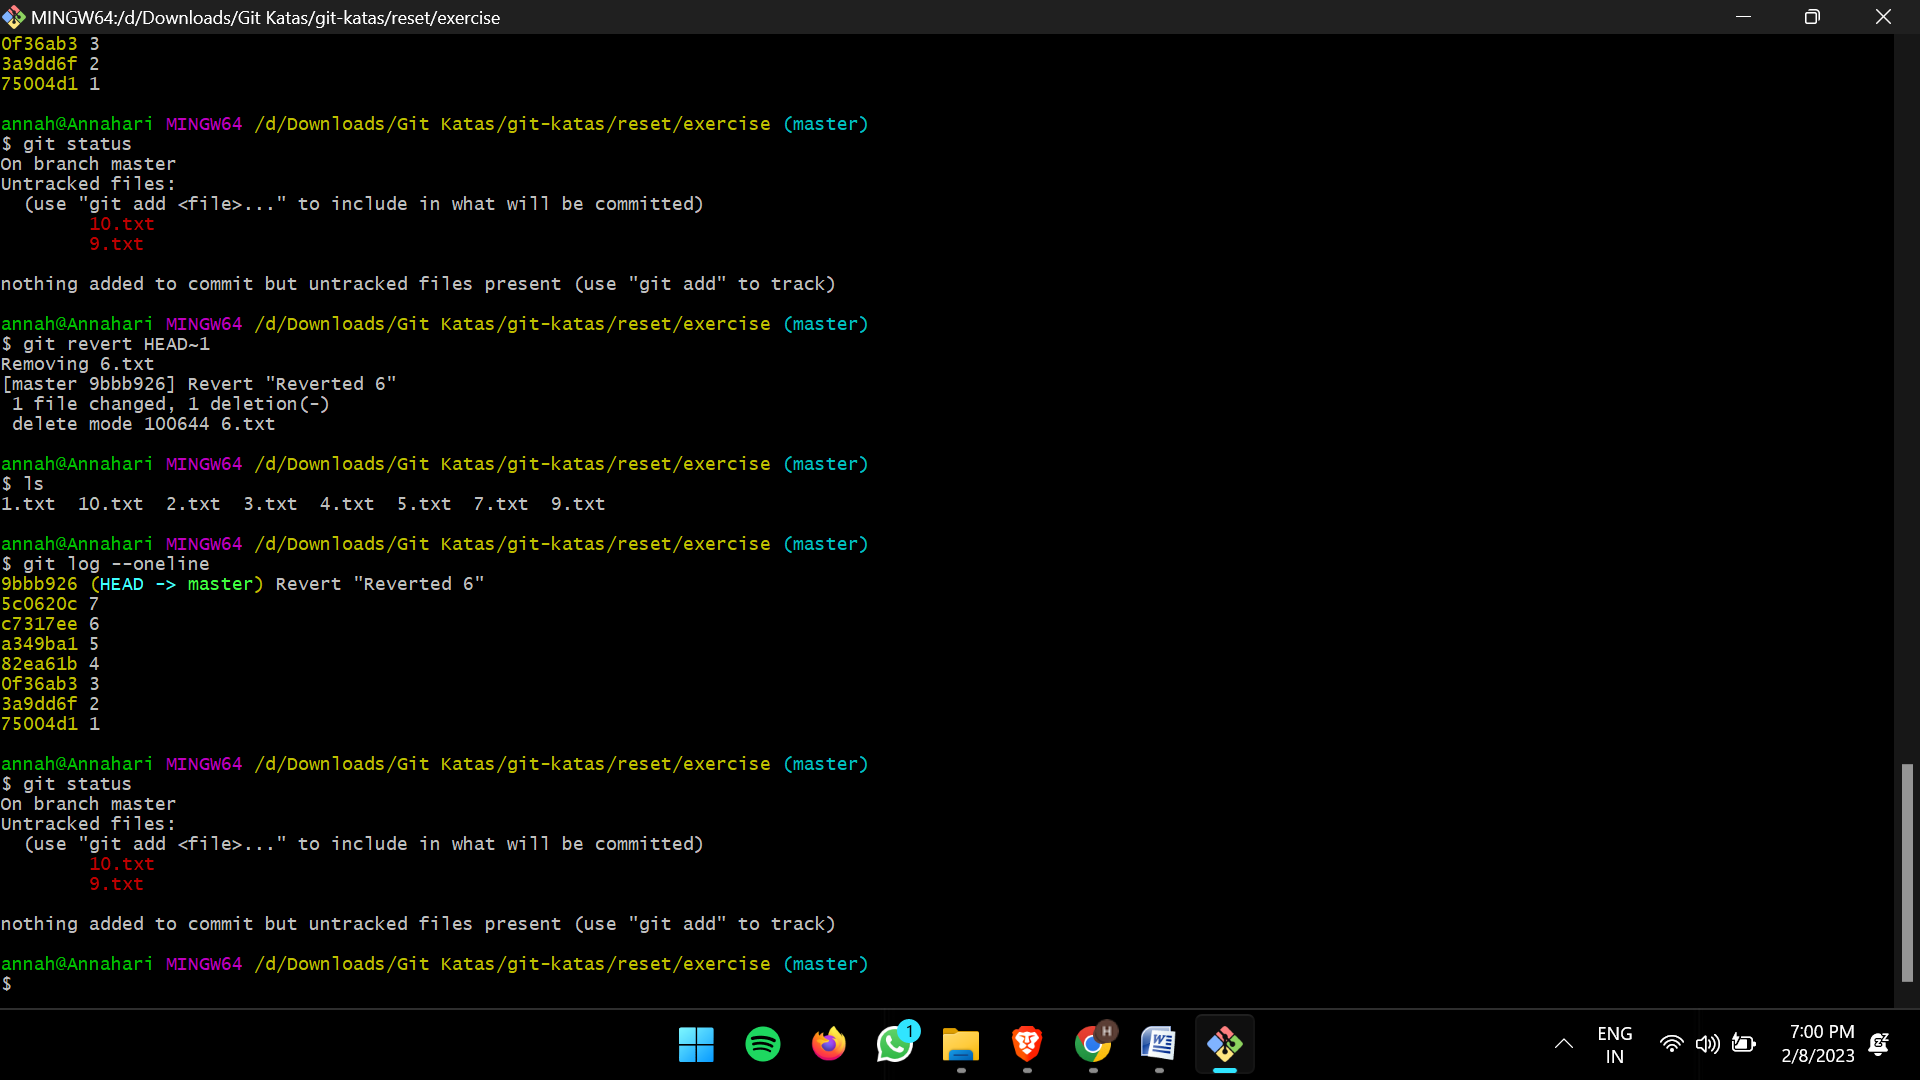 MINGW64:/d/Downloads/Git Katas/git-katas/reset/exercise
0f36ab3 3
3a9dd6f 2
75004d1 1
annah@Annahari MINGW64 /d/Downloads/Git Katas/git-katas/reset/exercise (master)
$ git status
On branch master
Untracked files:
  (use "git add <file>..." to include in what will be committed)
        10.txt
        9.txt
nothing added to commit but untracked files present (use "git add" to track)
annah@Annahari MINGW64 /d/Downloads/Git Katas/git-katas/reset/exercise (master)
$ git revert HEAD~1
Removing 6.txt
[master 9bbb926] Revert "Reverted 6"
 1 file changed, 1 deletion(-)
 delete mode 100644 6.txt
annah@Annahari MINGW64 /d/Downloads/Git Katas/git-katas/reset/exercise (master)
$ ls
1.txt  10.txt  2.txt  3.txt  4.txt  5.txt  7.txt  9.txt
annah@Annahari MINGW64 /d/Downloads/Git Katas/git-katas/reset/exercise (master)
$ git log --oneline
9bbb926 (HEAD -> master) Revert "Reverted 6"
5c0620c 7
c7317ee 6
a349ba1 5
82ea61b 4
0f36ab3 3
3a9dd6f 2
75004d1 1
annah@Annahari MINGW64 /d/Downloads/Git Katas/git-katas/reset/exercise (master)
$ git status
On branch master
Untracked files:
  (use "git add <file>..." to include in what will be committed)
        10.txt
        9.txt
nothing added to commit but untracked files present (use "git add" to track)
annah@Annahari MINGW64 /d/Downloads/Git Katas/git-katas/reset/exercise (master)
$
1
H
W
ENG
IN
7:00 PM
2/8/2023